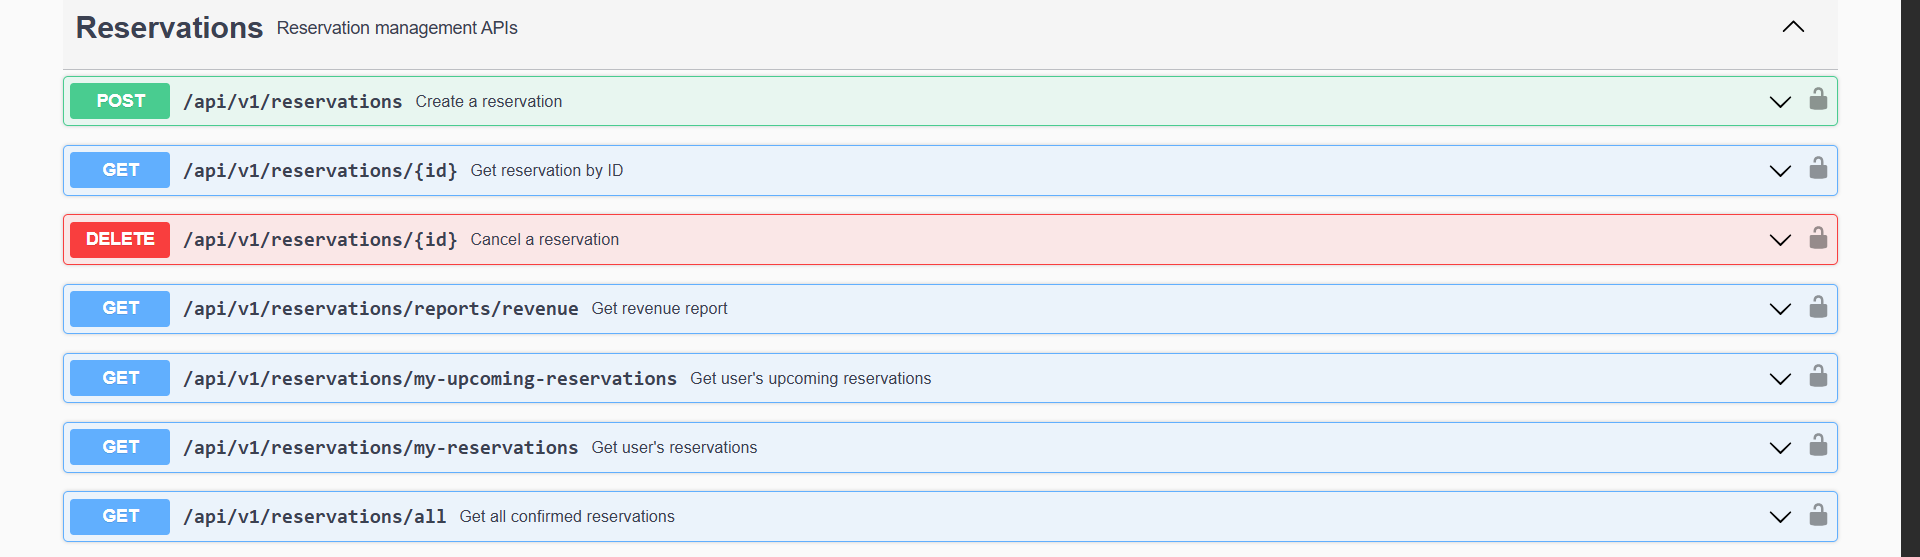 Reservations Reservation management APIs
POST /api/v1/reservations Create a reservation
GET /api/v1/reservations/{id} Get reservation by ID
DELETE /api/v1/reservations/{id} Cancel a reservation
GET /api/v1/reservations/reports/revenue Get revenue report
GET /api/v1/reservations/my-upcoming-reservations Get user's upcoming reservations
GET /api/v1/reservations/my-reservations Get user's reservations
GET /api/v1/reservations/all Get all confirmed reservations